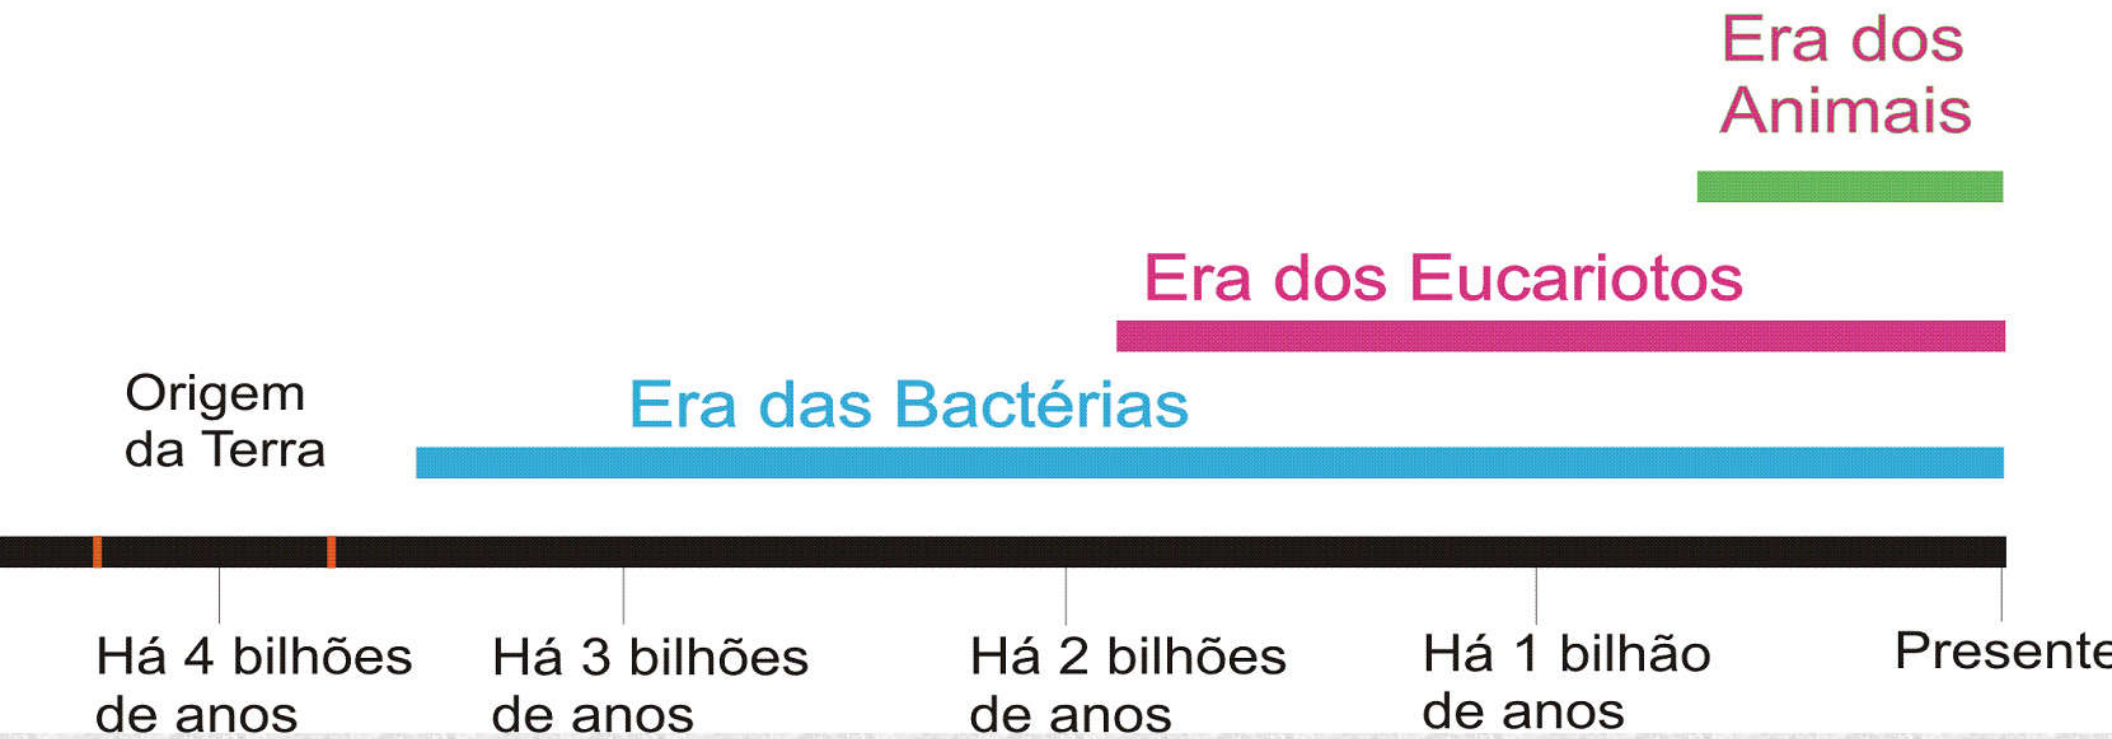 Era dos
Animais
Era dos Eucariotos
Era das Bactérias
Origem
da Terra
Há 4 bilhões
de anos
Há 3 bilhões
de anos
Há 2 bilhões
de anos
Há 1 bilhão
de anos
Presente